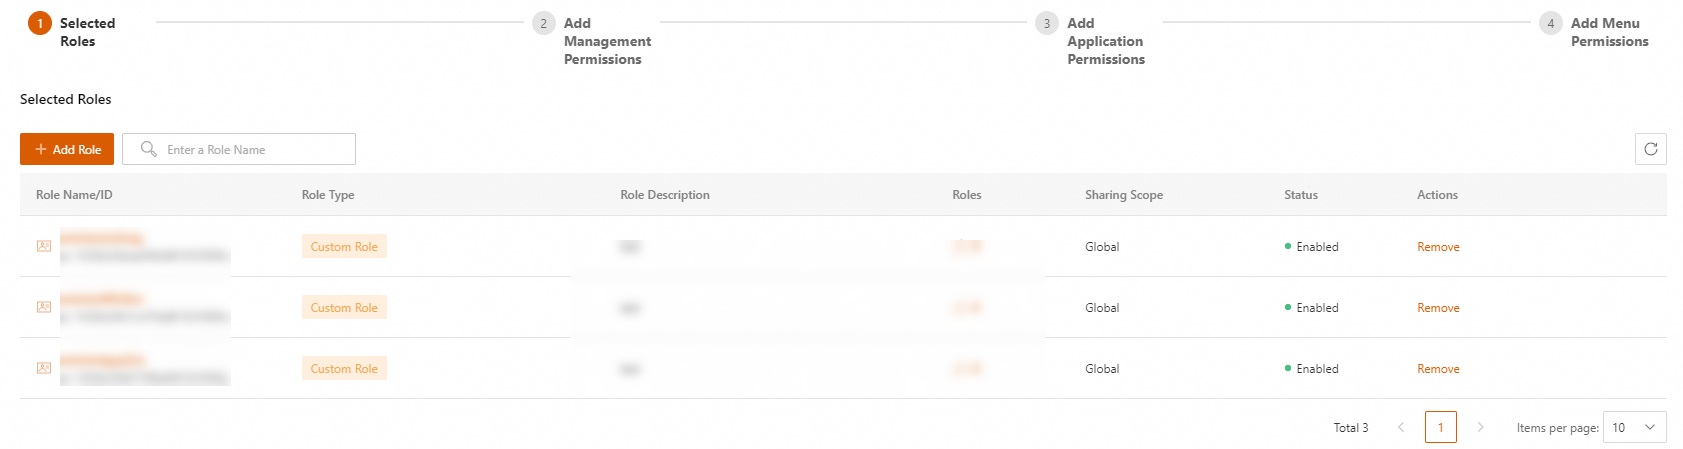 1 Selected Roles
2 Add Management Permissions
3 Add Application Permissions
4 Add Menu Permissions
Selected Roles
Add Role
Enter a Role Name
Role Name/ID Role Type Role Description Roles Sharing Scope Status Actions
Custom Role Global Enabled Remove
Custom Role Global Enabled Remove
Custom Role Global Enabled Remove
Total 3 1 Items per page: 10